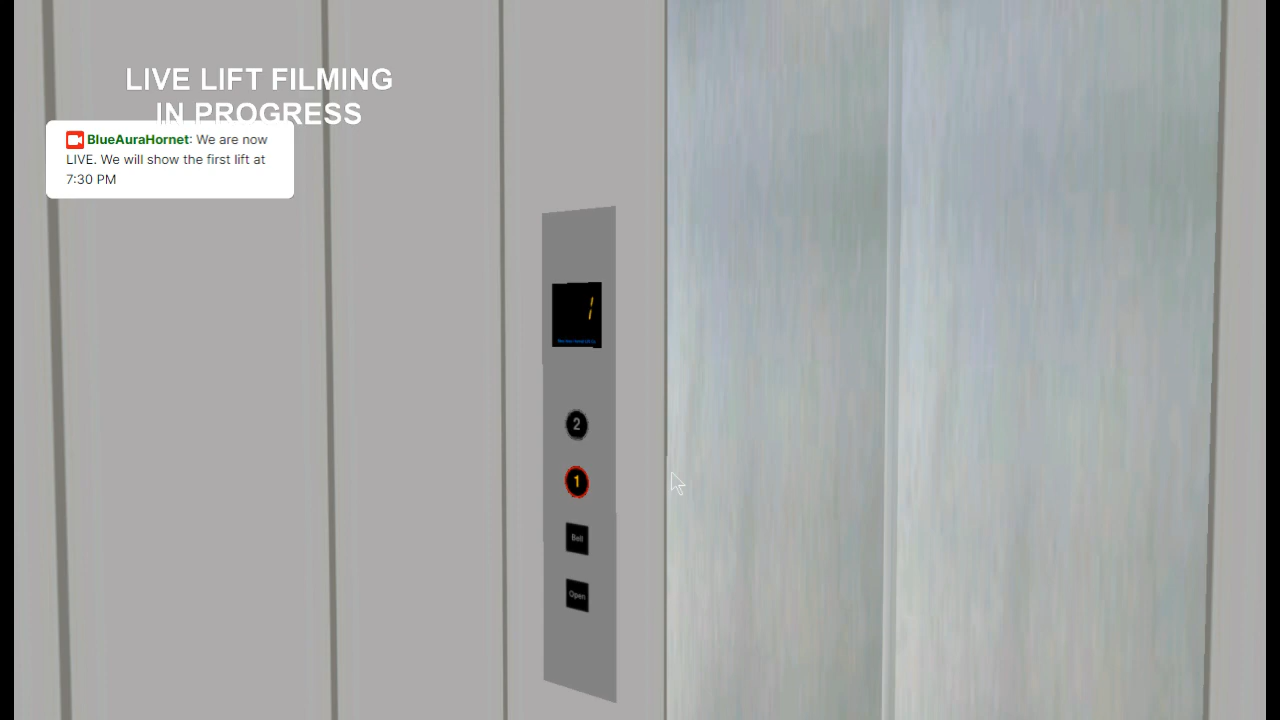 LIVE LIFT FILMING
IN PROGRESS
BlueAuraHornet: We are now
LIVE. We will show the first lift at
7:30 PM
1
2
1
Bell
Open